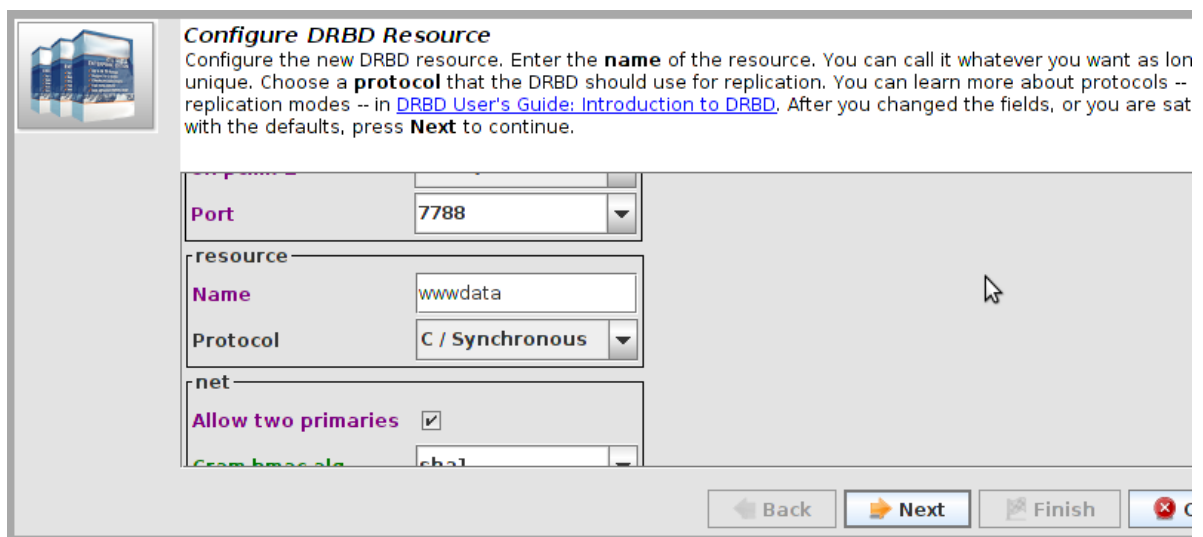 Configure DRBD Resource
Configure the new DRBD resource. Enter the name of the resource. You can call it whatever you want as lon
unique. Choose a protocol that the DRBD should use for replication. You can learn more about protocols --
replication modes -- in DRBD User's Guide: Introduction to DRBD. After you changed the fields, or you are sat
with the defaults, press Next to continue.
Port 7788
resource
Name wwwdata
Protocol C / Synchronous
net
Allow two primaries
Cram hmac alg sha1
Back Next Finish C